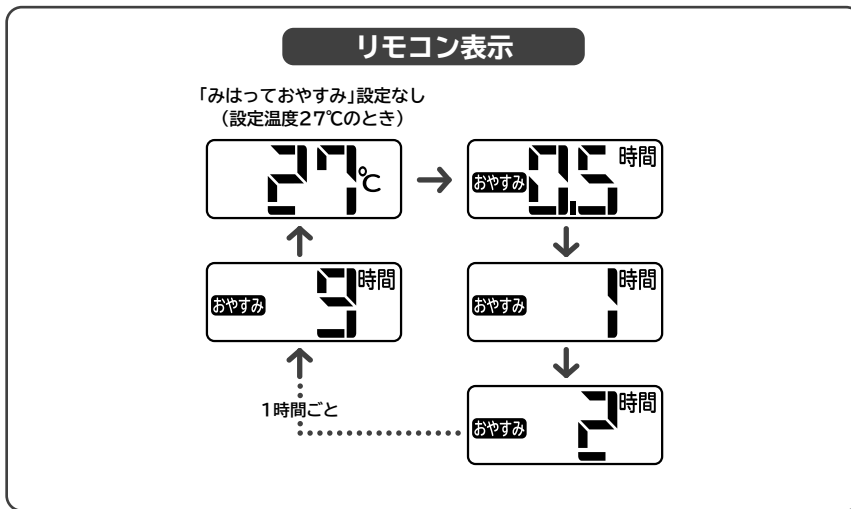 リモコン表示
「みはっておやすみ」設定なし
(設定温度27℃のとき)
27℃
おやすみ 0.5 時間
おやすみ 9 時間
おやすみ 1 時間
1時間ごと
おやすみ 2 時間